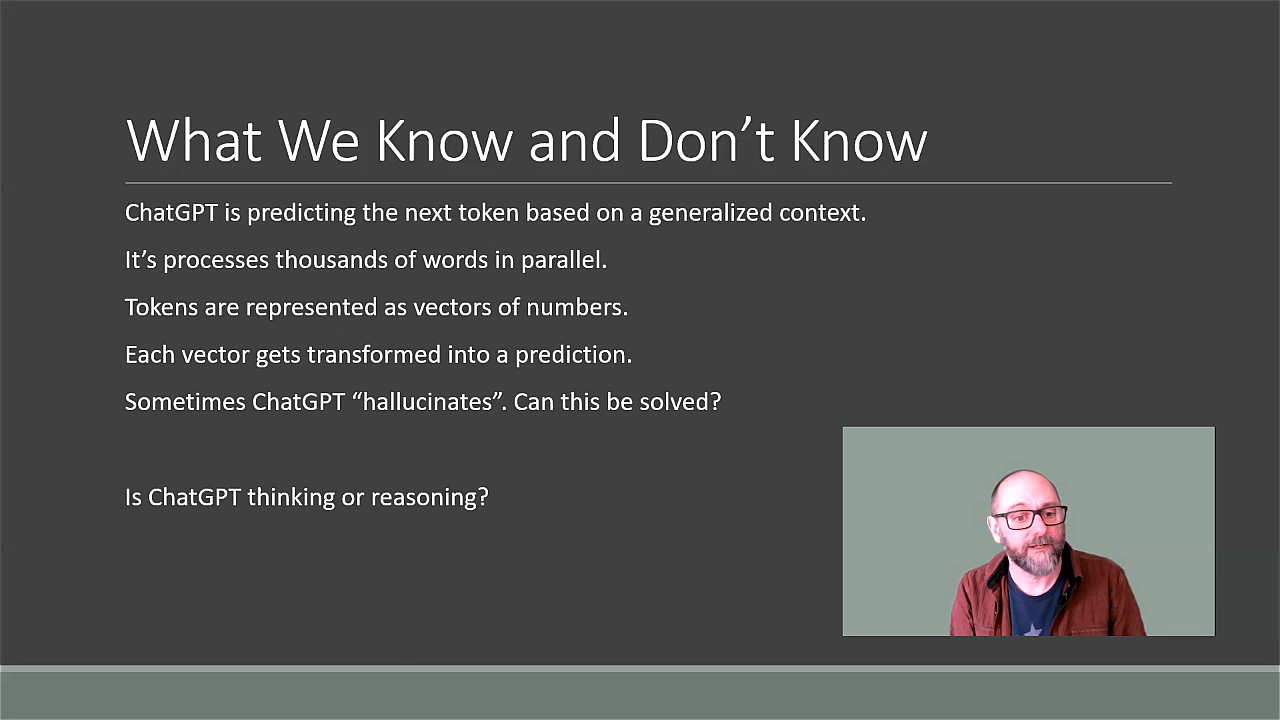 What We Know and Don’t Know
ChatGPT is predicting the next token based on a generalized context.
It’s processes thousands of words in parallel.
Tokens are represented as vectors of numbers.
Each vector gets transformed into a prediction.
Sometimes ChatGPT “hallucinates”. Can this be solved?
Is ChatGPT thinking or reasoning?